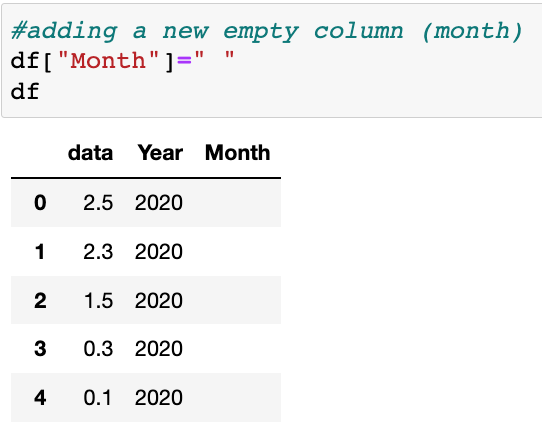 #adding a new empty column (month)
df["Month"]=" "
df
data Year Month
0 2.5 2020
1 2.3 2020
2 1.5 2020
3 0.3 2020
4 0.1 2020